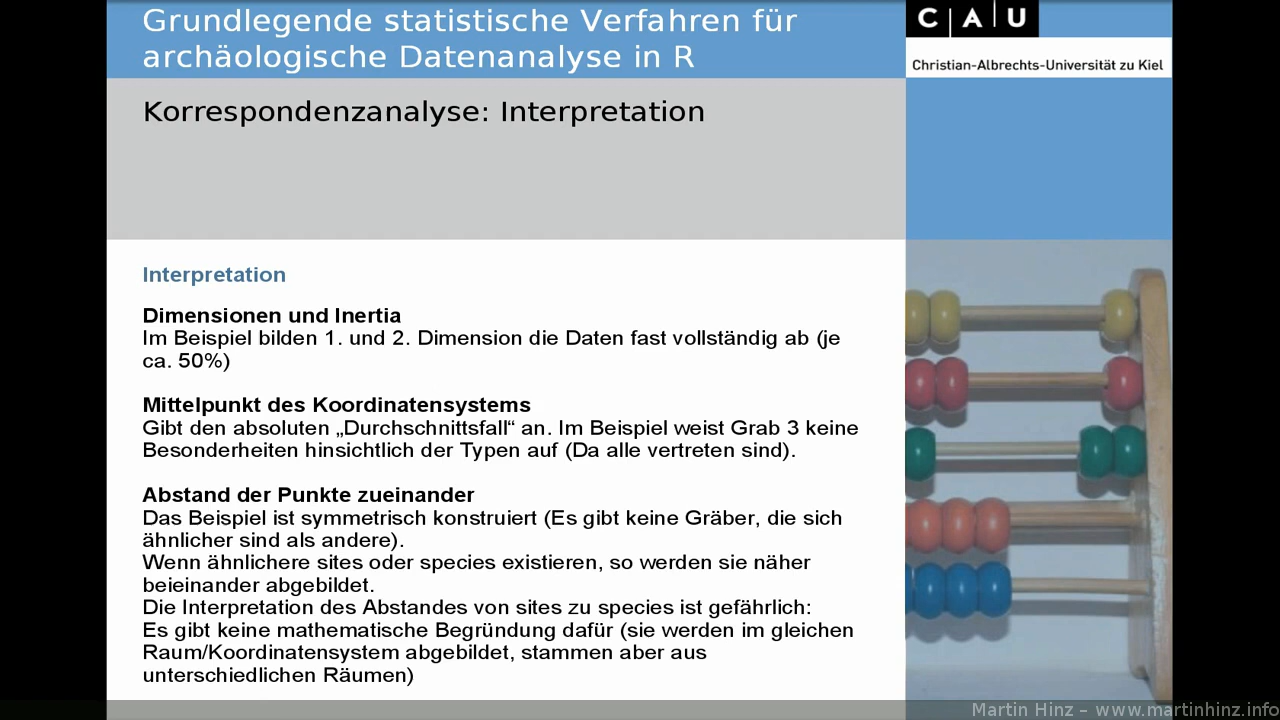 Grundlegende statistische Verfahren für
archäologische Datenanalyse in R
C A U
Christian-Albrechts-Universität zu Kiel
Korrespondenzanalyse: Interpretation
Interpretation
Dimensionen und Inertia
Im Beispiel bilden 1. und 2. Dimension die Daten fast vollständig ab (je
ca. 50%)
Mittelpunkt des Koordinatensystems
Gibt den absoluten „Durchschnittsfall“ an. Im Beispiel weist Grab 3 keine
Besonderheiten hinsichtlich der Typen auf (Da alle vertreten sind).
Abstand der Punkte zueinander
Das Beispiel ist symmetrisch konstruiert (Es gibt keine Gräber, die sich
ähnlicher sind als andere).
Wenn ähnlichere sites oder species existieren, so werden sie näher
beieinander abgebildet.
Die Interpretation des Abstandes von sites zu species ist gefährlich:
Es gibt keine mathematische Begründung dafür (sie werden im gleichen
Raum/Koordinatensystem abgebildet, stammen aber aus
unterschiedlichen Räumen)
Martin Hinz – www.martinhinz.info